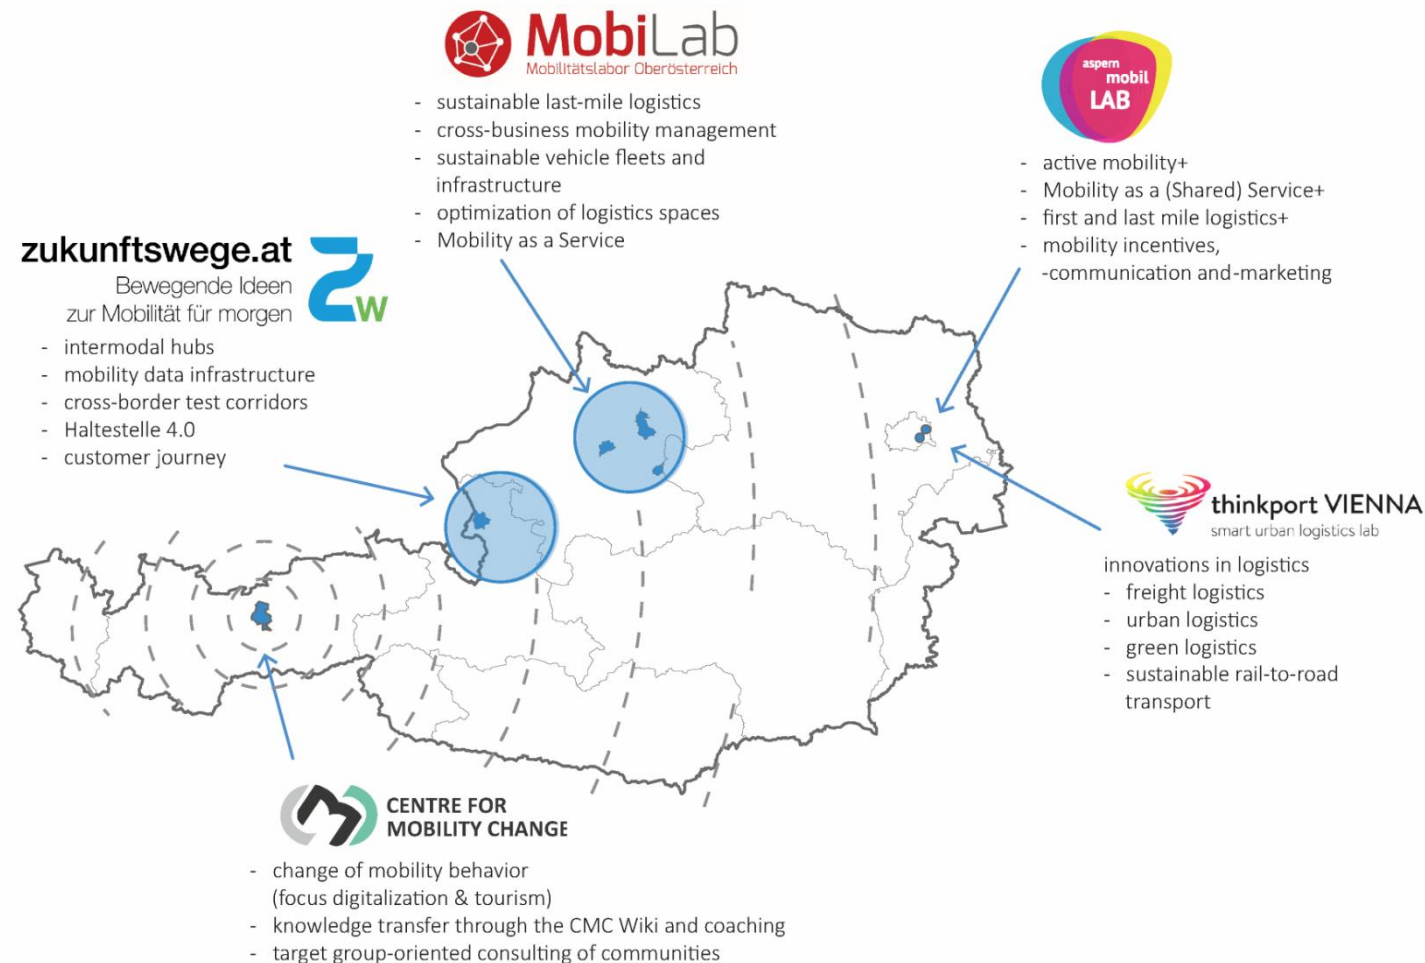 MobiLab
Mobilitätslabor Oberösterreich
- sustainable last-mile logistics
- cross-business mobility management
- sustainable vehicle fleets and
infrastructure
- optimization of logistics spaces
- Mobility as a Service
aspern
mobil
LAB
- active mobility+
- Mobility as a (Shared) Service+
- first and last mile logistics+
- mobility incentives,
-communication and-marketing
zukunftswege.at
Bewegende Ideen
zur Mobilität für morgen
ZW
- intermodal hubs
- mobility data infrastructure
- cross-border test corridors
- Haltestelle 4.0
- customer journey
thinkport VIENNA
smart urban logistics lab
innovations in logistics
- freight logistics
- urban logistics
- green logistics
- sustainable rail-to-road
transport
CENTRE FOR
MOBILITY CHANGE
- change of mobility behavior
(focus digitalization & tourism)
- knowledge transfer through the CMC Wiki and coaching
- target group-oriented consulting of communities